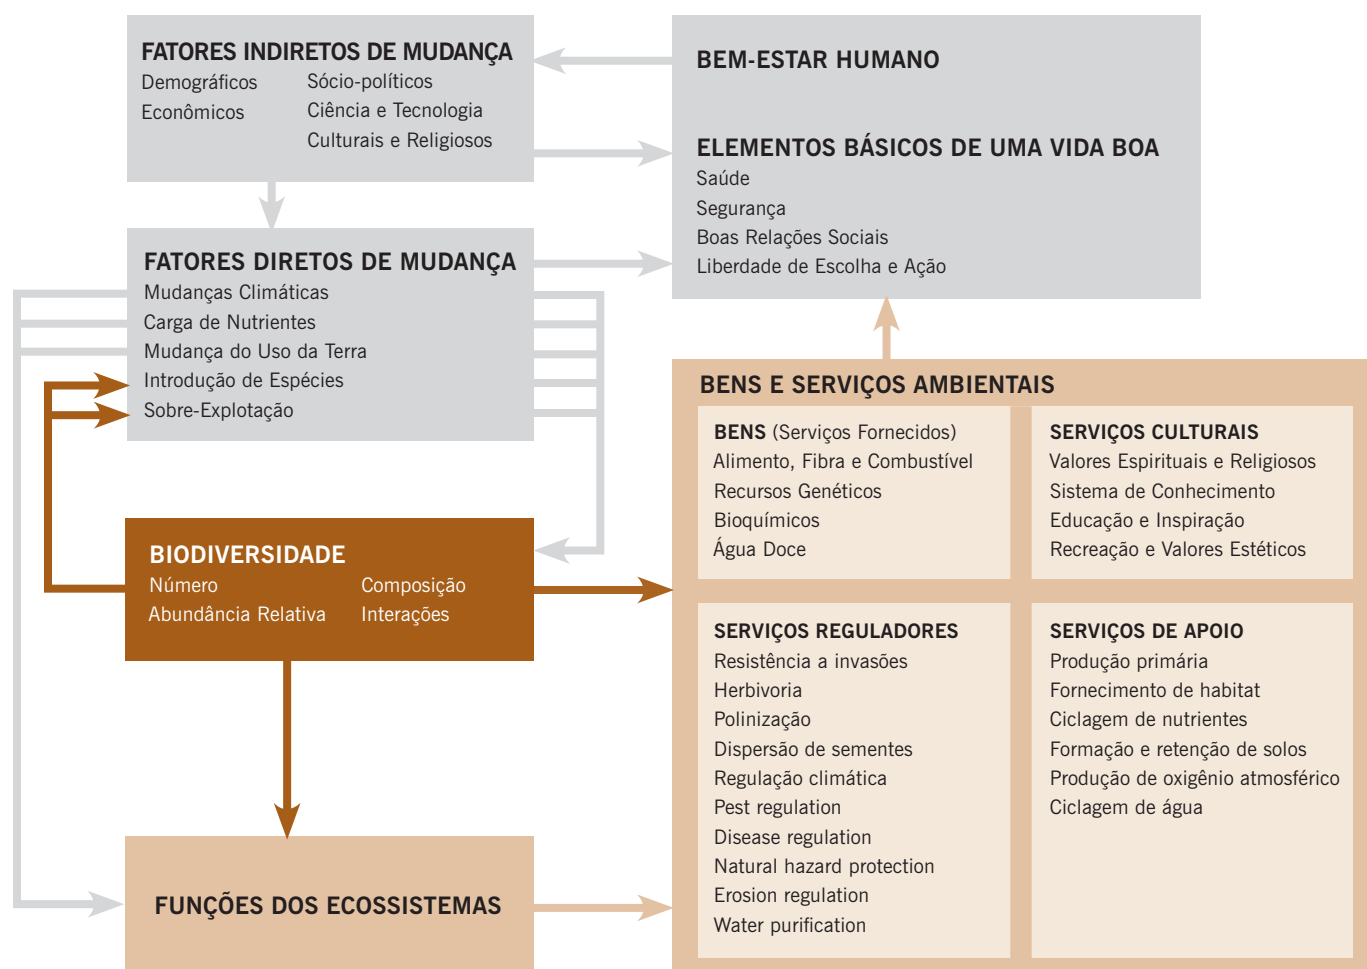 FATORES INDIRETOS DE MUDANÇA
Demográficos
Econômicos
Sócio-políticos
Ciência e Tecnologia
Culturais e Religiosos
BEM-ESTAR HUMANO
ELEMENTOS BÁSICOS DE UMA VIDA BOA
Saúde
Segurança
Boas Relações Sociais
Liberdade de Escolha e Ação
FATORES DIRETOS DE MUDANÇA
Mudanças Climáticas
Carga de Nutrientes
Mudança do Uso da Terra
Introdução de Espécies
Sobre-Explotação
BIODIVERSIDADE
Número
Abundância Relativa
Composição
Interações
FUNÇÕES DOS ECOSSISTEMAS
BENS E SERVIÇOS AMBIENTAIS
BENS (Serviços Fornecidos)
Alimento, Fibra e Combustível
Recursos Genéticos
Bioquímicos
Água Doce
SERVIÇOS CULTURAIS
Valores Espirituais e Religiosos
Sistema de Conhecimento
Educação e Inspiração
Recreação e Valores Estéticos
SERVIÇOS REGULADORES
Resistência a invasões
Herbivoria
Polinização
Dispersão de sementes
Regulação climática
Pest regulation
Disease regulation
Natural hazard protection
Erosion regulation
Water purification
SERVIÇOS DE APOIO
Produção primária
Fornecimento de habitat
Ciclagem de nutrientes
Formação e retenção de solos
Produção de oxigênio atmosférico
Ciclagem de água